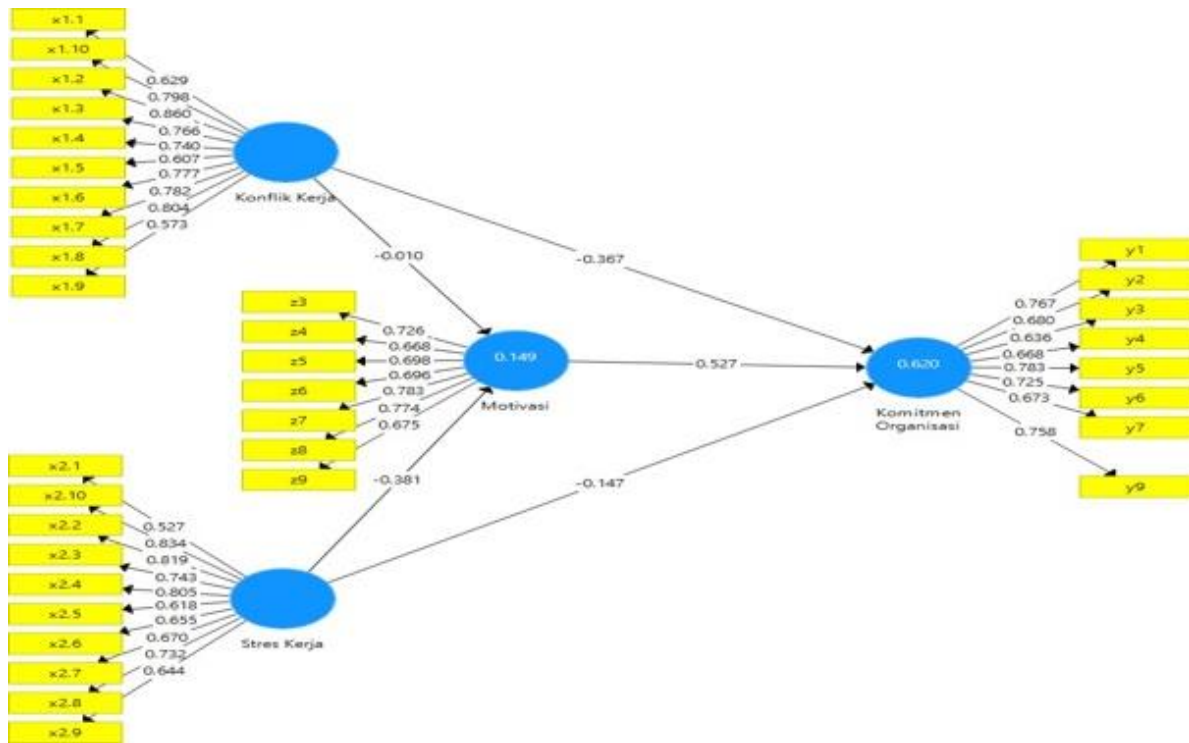 x1.1
x1.10
x1.2
x1.3
x1.4
x1.5
x1.6
x1.7
x1.8
x1.9
0.629
0.798
0.860
0.766
0.740
0.607
0.777
0.782
0.804
0.573
Konflik Kerja
-0.010
-0.367
z3
z4
z5
z6
z7
z8
z9
0.726
0.668
0.698
0.696
0.783
0.774
0.675
0.149
Motivasi
0.527
-0.381
-0.147
0.620
Komitmen
Organisasi
y1
y2
y3
y4
y5
y6
y7
y9
0.767
0.680
0.636
0.668
0.783
0.725
0.673
0.758
x2.1
x2.10
x2.2
x2.3
x2.4
x2.5
x2.6
x2.7
x2.8
x2.9
0.527
0.834
0.819
0.743
0.805
0.618
0.655
0.670
0.732
0.644
Stres Kerja